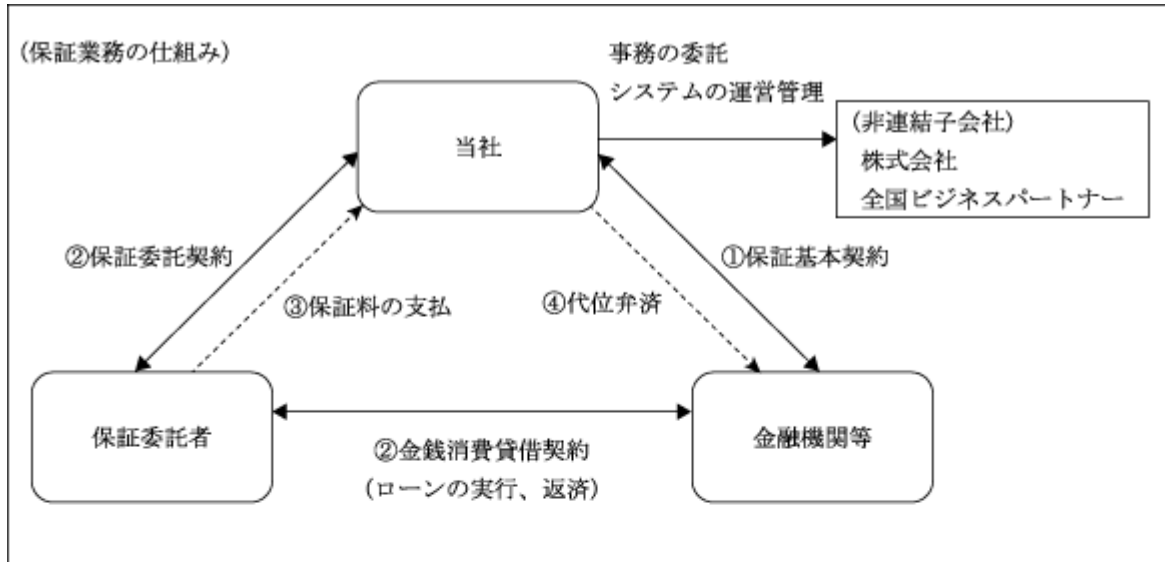 (保証業務の仕組み)
事務の委託
システムの運営管理
当社
(非連結子会社)
株式会社
全国ビジネスパートナー
②保証委託契約
①保証基本契約
③保証料の支払
④代位弁済
保証委託者
金融機関等
②金銭消費貸借契約
(ローンの実行、返済)